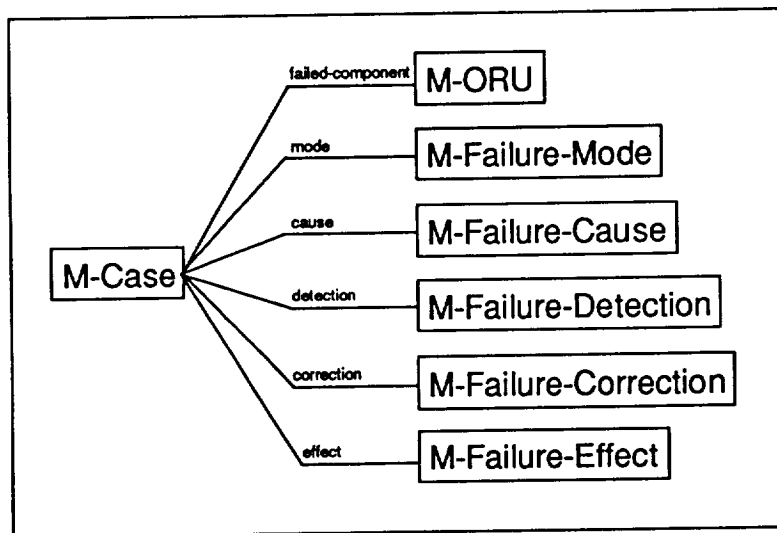 failed-component
M-ORU
mode
M-Failure-Mode
cause
M-Failure-Cause
M-Case
detection
M-Failure-Detection
correction
M-Failure-Correction
effect
M-Failure-Effect